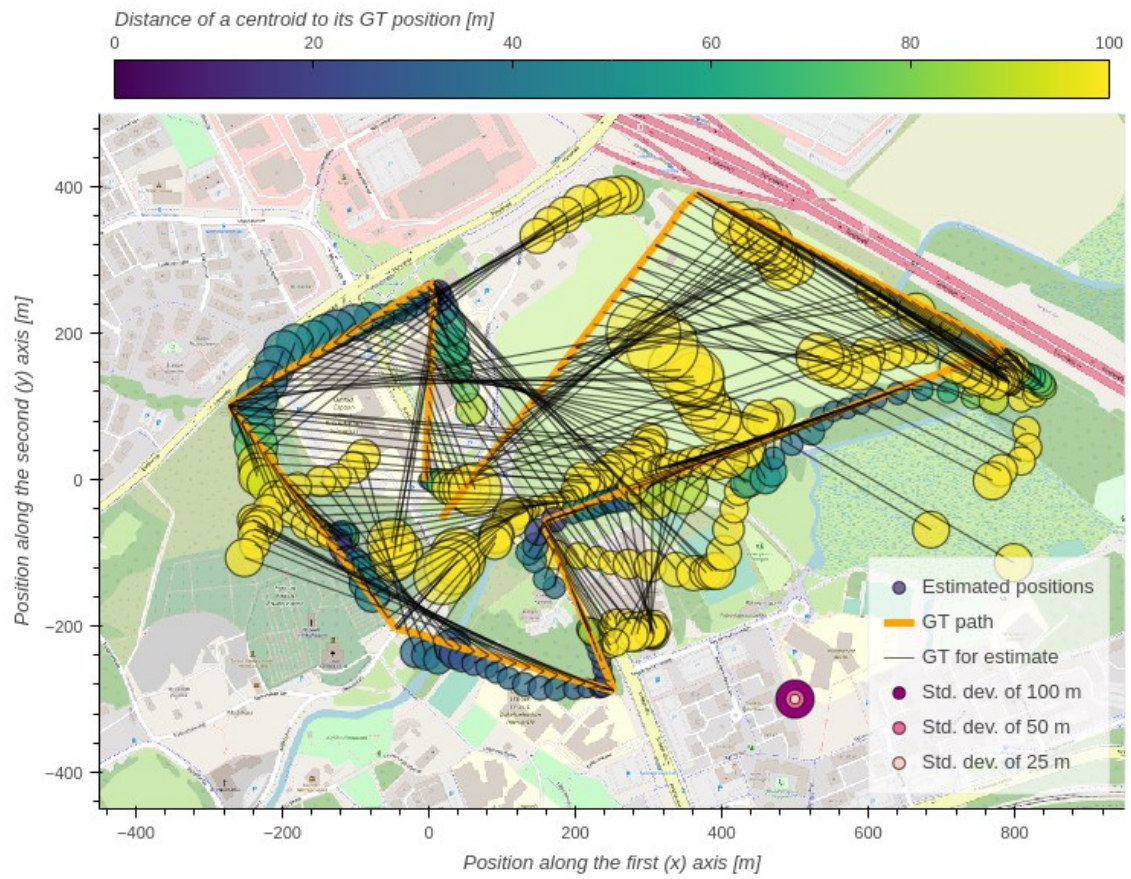 Distance of a centroid to its GT position [m]
0 20 40 60 80 100
Position along the second (y) axis [m]
400
200
0
−200
−400
Estimated positions
GT path
GT for estimate
Std. dev. of 100 m
Std. dev. of 50 m
Std. dev. of 25 m
−400 −200 0 200 400 600 800
Position along the first (x) axis [m]